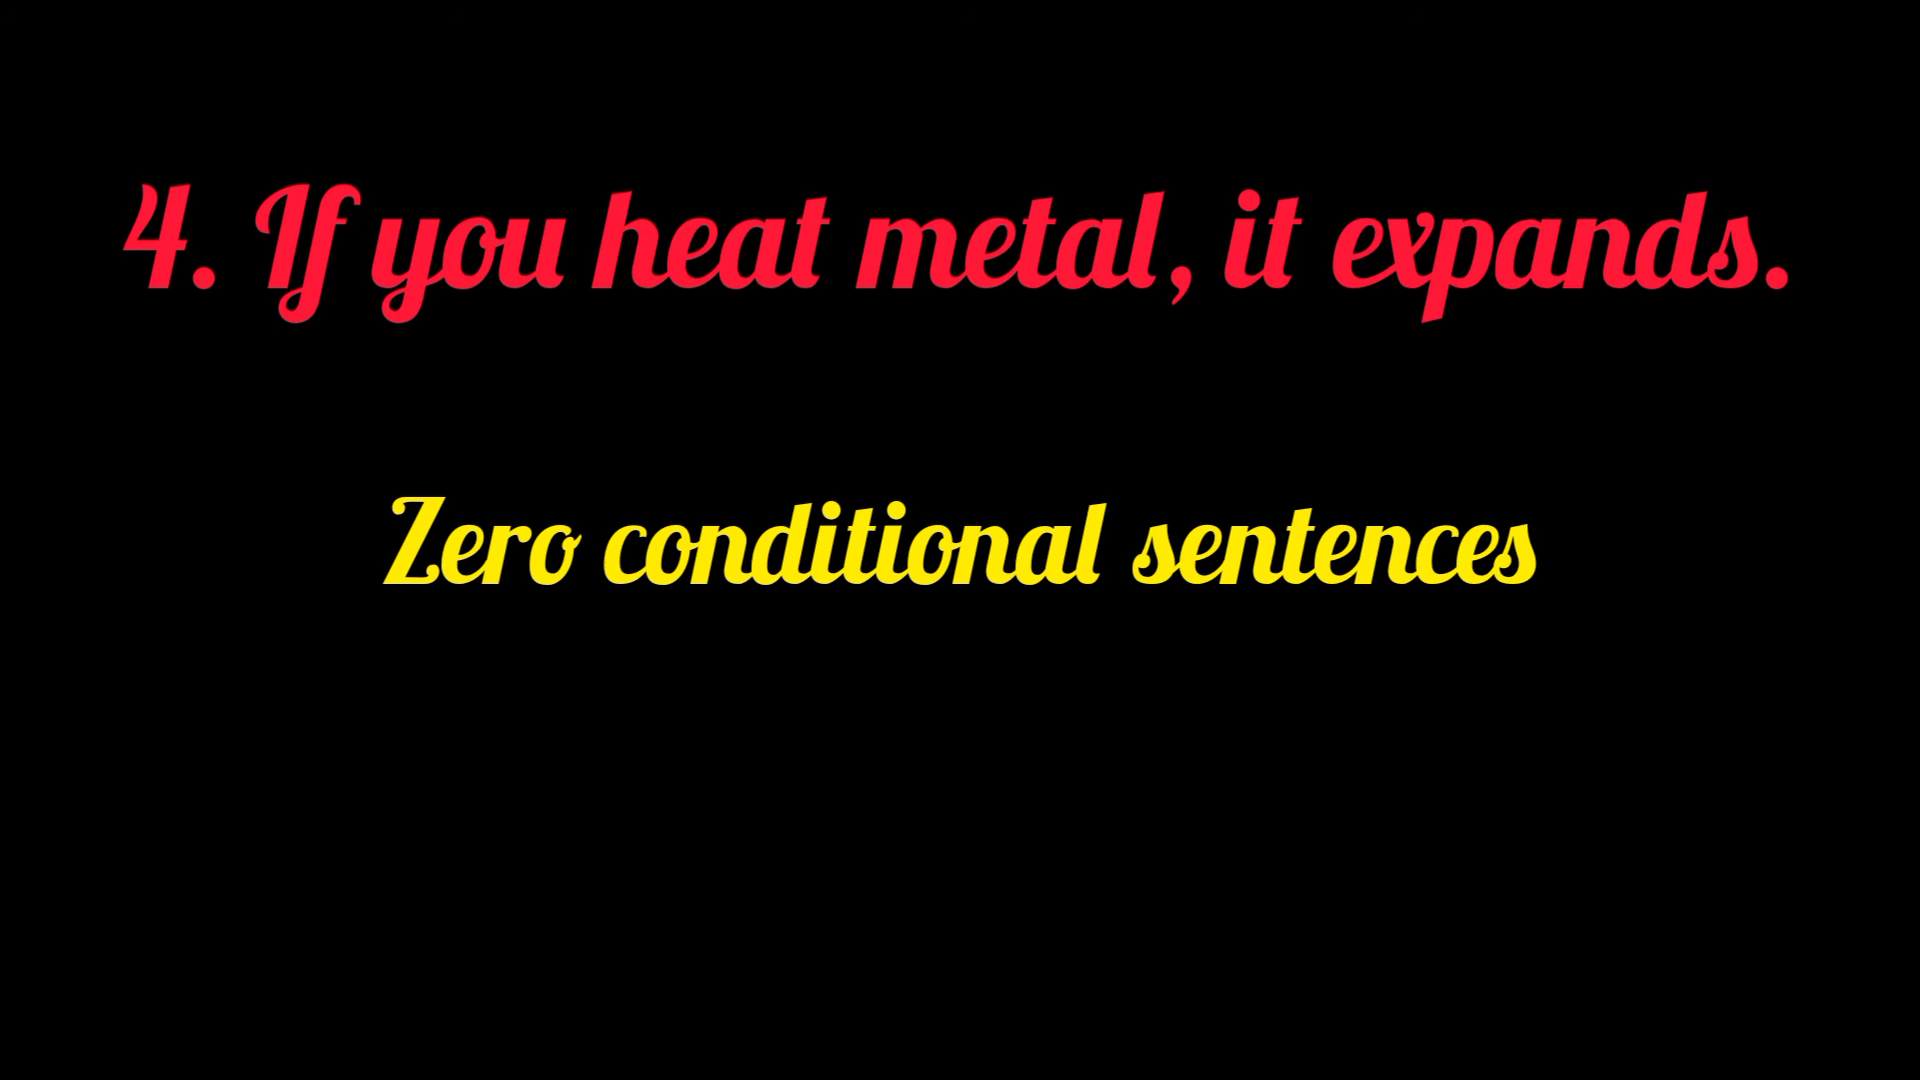 4. If you heat metal, it expands.
Zero conditional sentences